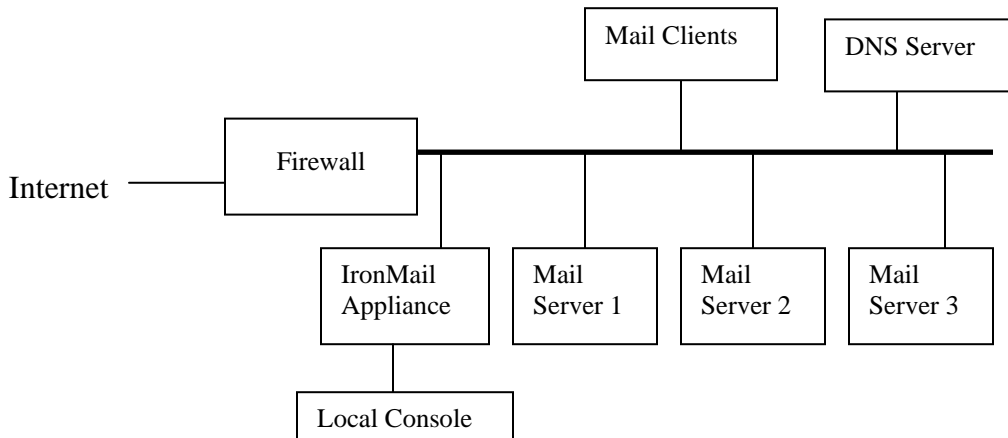 Mail Clients
DNS Server
Firewall
Internet
IronMail
Appliance
Mail
Server 1
Mail
Server 2
Mail
Server 3
Local Console